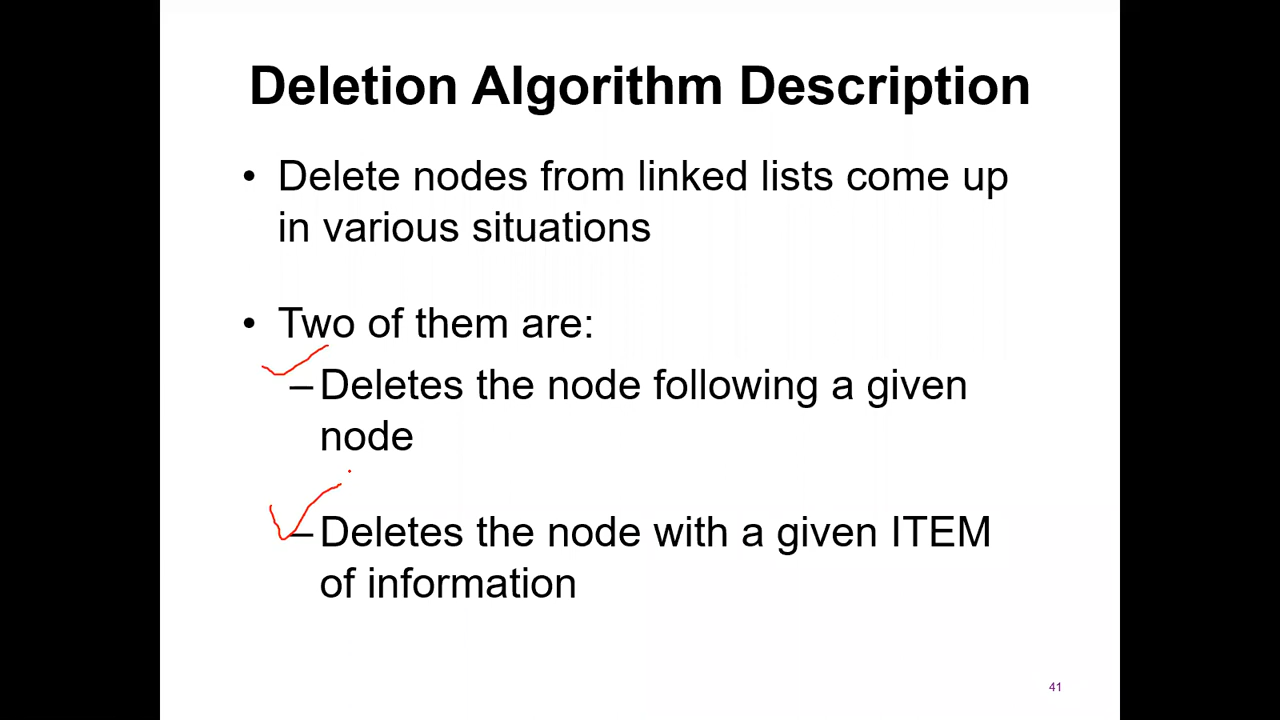 Deletion Algorithm Description
• Delete nodes from linked lists come up
in various situations
• Two of them are:
–Deletes the node following a given
node
–Deletes the node with a given ITEM
of information
41